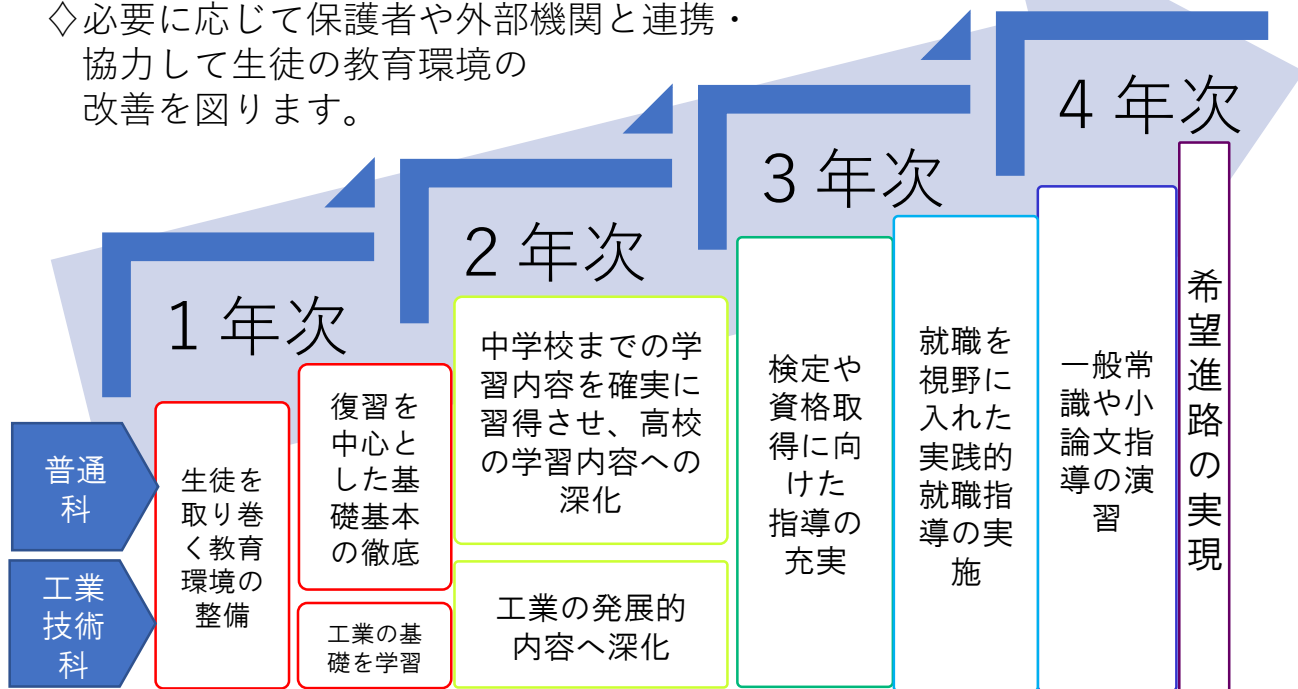 ◇必要に応じて保護者や外部機関と連携・
協力して生徒の教育環境の
改善を図ります。
1年次
2年次
3年次
4年次
普通
科
工業
技術
科
生徒を
取り巻
く教育
環境の
整備
復習を
中心と
した基
礎基本
の徹底
工業の基
礎を学習
中学校までの学
習内容を確実に
習得させ、高校
の学習内容への
深化
工業の発展的
内容へ深化
検定や
資格取
得に向
けた
指導の
充実
就職を
視野に
入れた
実践的
就職指
導の実
施
一般常
識や小
論文指
導の演
習
希望進路の実現